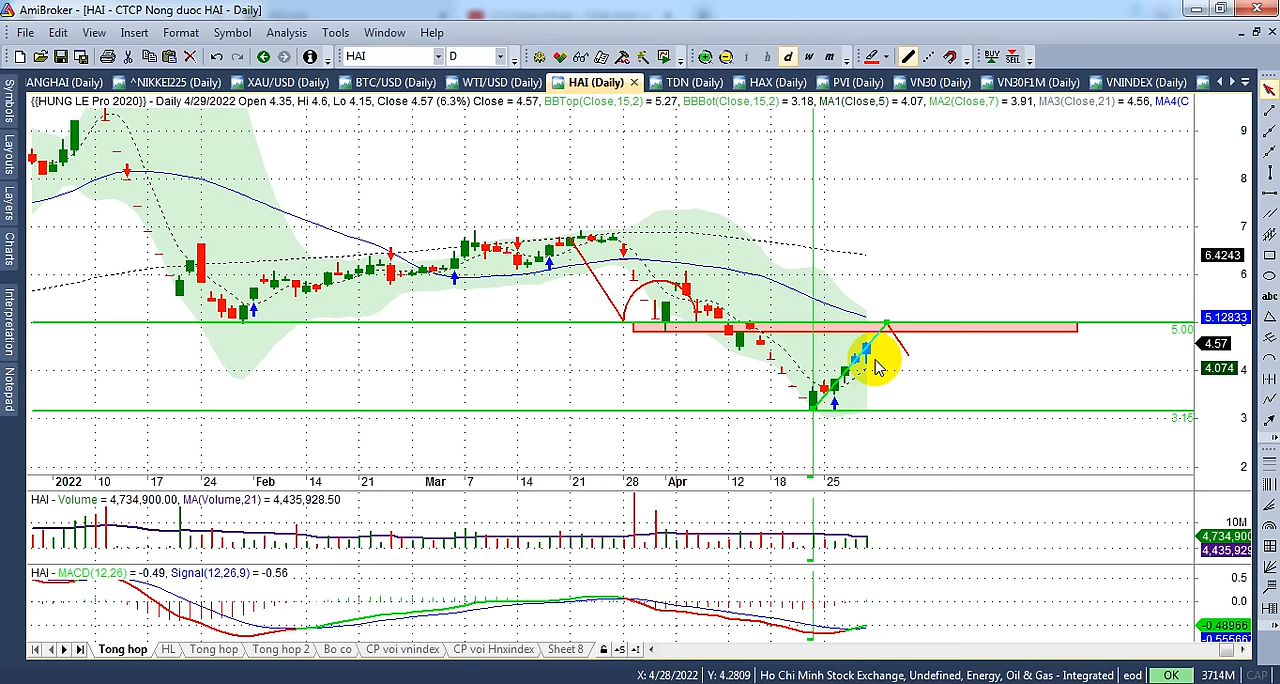 AmiBroker - [HAI - CTCP Nong duoc HAI - Daily]
File Edit View Insert Format Symbol Analysis Tools Window Help
HAI D i h d w m BUY SELL
ANGHAI (Daily) ^NIKKEI225 (Daily) XAU/USD (Daily) BTC/USD (Daily) WTI/USD (Daily) HAI (Daily) TDN (Daily) HAX (Daily) PVI (Daily) VN30 (Daily) VN30F1M (Daily) VNINDEX (Daily)
{{HUNG LE Pro 2020}} - Daily 4/29/2022 Open 4.35, Hi 4.6, Lo 4.15, Close 4.57 (6.3%) Close = 4.57, BBTop(Close,15,2) = 5.27, BBBot(Close,15,2) = 3.18, MA1(Close,5) = 4.07, MA2(Close,7) = 3.91, MA3(Close,21) = 4.56, MA4(C
Symbols
Layouts
Layers
Charts
Interpretation
Notepad
abc
9
8
7
6.4243
6
5.12833
5.00
4.57
4.074
4
3.15
3
2
2022 10 17 24 Feb 14 21 Mar 7 14 21 28 Apr 12 18 25
HAI - Volume = 4,734,900.00, MA(Volume,21) = 4,435,928.50
10M
4,734,900
4,435,929
HAI - MACD(12,26) = -0.49, Signal(12,26,9) = -0.56
0.5
0.0
-0.48966
-0.555667
Tong hop HL Tong hop Tong hop 2 Bo co CP voi vnindex CP voi Hnxindex Sheet 8
X: 4/28/2022 Y: 4.2809 Ho Chi Minh Stock Exchange, Undefined, Energy, Oil & Gas - Integrated eod OK 3714M CAP